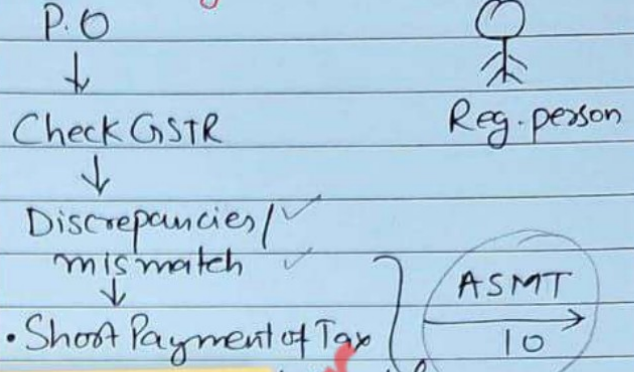 P.O
Check GSTR
Reg. person
Discrepancies/
mismatch
ASMT
10
• Short Payment of Tax